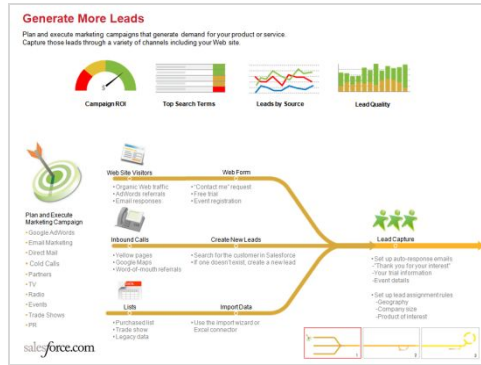 Generate More Leads
Plan and execute marketing campaigns that generate demand for your product or service.
Capture those leads through a variety of channels including your Web site.
$
Campaign ROI
Top Search Terms
Leads by Source
Lead Quality
Plan and Execute
Marketing Campaign
• Google AdWords
• Email Marketing
• Direct Mail
• Cold Calls
• Partners
• TV
• Radio
• Events
• Trade Shows
• PR
Web Site Visitors
• Organic Web traffic
• AdWords referrals
• Email responses
Web Form
• "Contact me" request
• Free trial
• Event registration
Inbound Calls
• Yellow pages
• Google Maps
• Word-of-mouth referrals
Create New Leads
• Search for the customer in Salesforce
• If one doesn't exist, create a new lead
Lists
• Purchased list
• Trade show
• Legacy data
Import Data
• Use the import wizard or
Excel connector
Lead Capture
• Set up auto-response emails
-"Thank you for your interest"
-Your trial information
-Event details
• Set up lead assignment rules
-Geography
-Company size
-Product of interest
salesforce.com
1
2
3